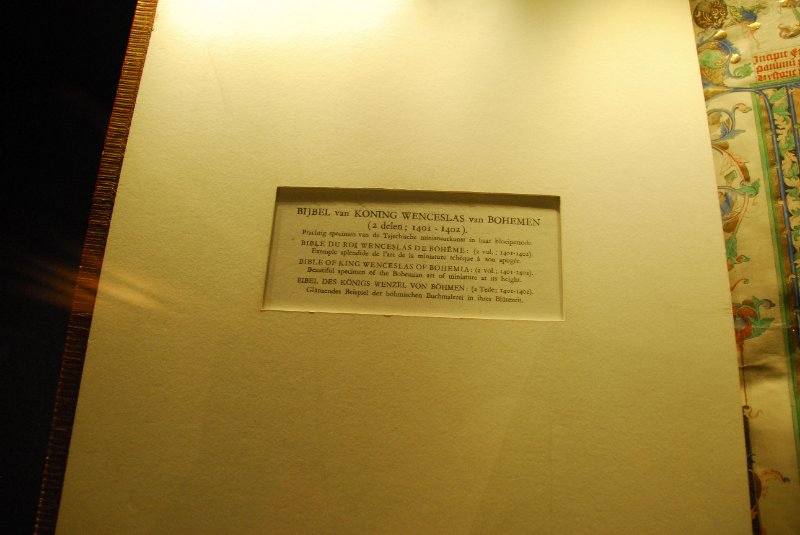 BIJBEL van KONING WENCESLAS van BOHEMEN
(2 delen; 1401 - 1402).
Prachtig specimen van de Tsjechische miniatuurkunst in haar bloeiperiode.
BIBLE DU ROI WENCESLAS DE BOHÊME: (2 vol.; 1401-1402).
Exemple splendide de l'art de la miniature tchèque à son apogée.
BIBLE OF KING WENCESLAS OF BOHEMIA: (2 vol.; 1401-1402).
Beautiful specimen of the Bohemian art of miniature at its height.
BIBEL DES KÖNIGS WENZEL VON BÖHMEN: (2 Teile; 1401-1402).
Glänzendes Beispiel der böhmischen Buchmalerei in ihrer Blütezeit.
Incipit